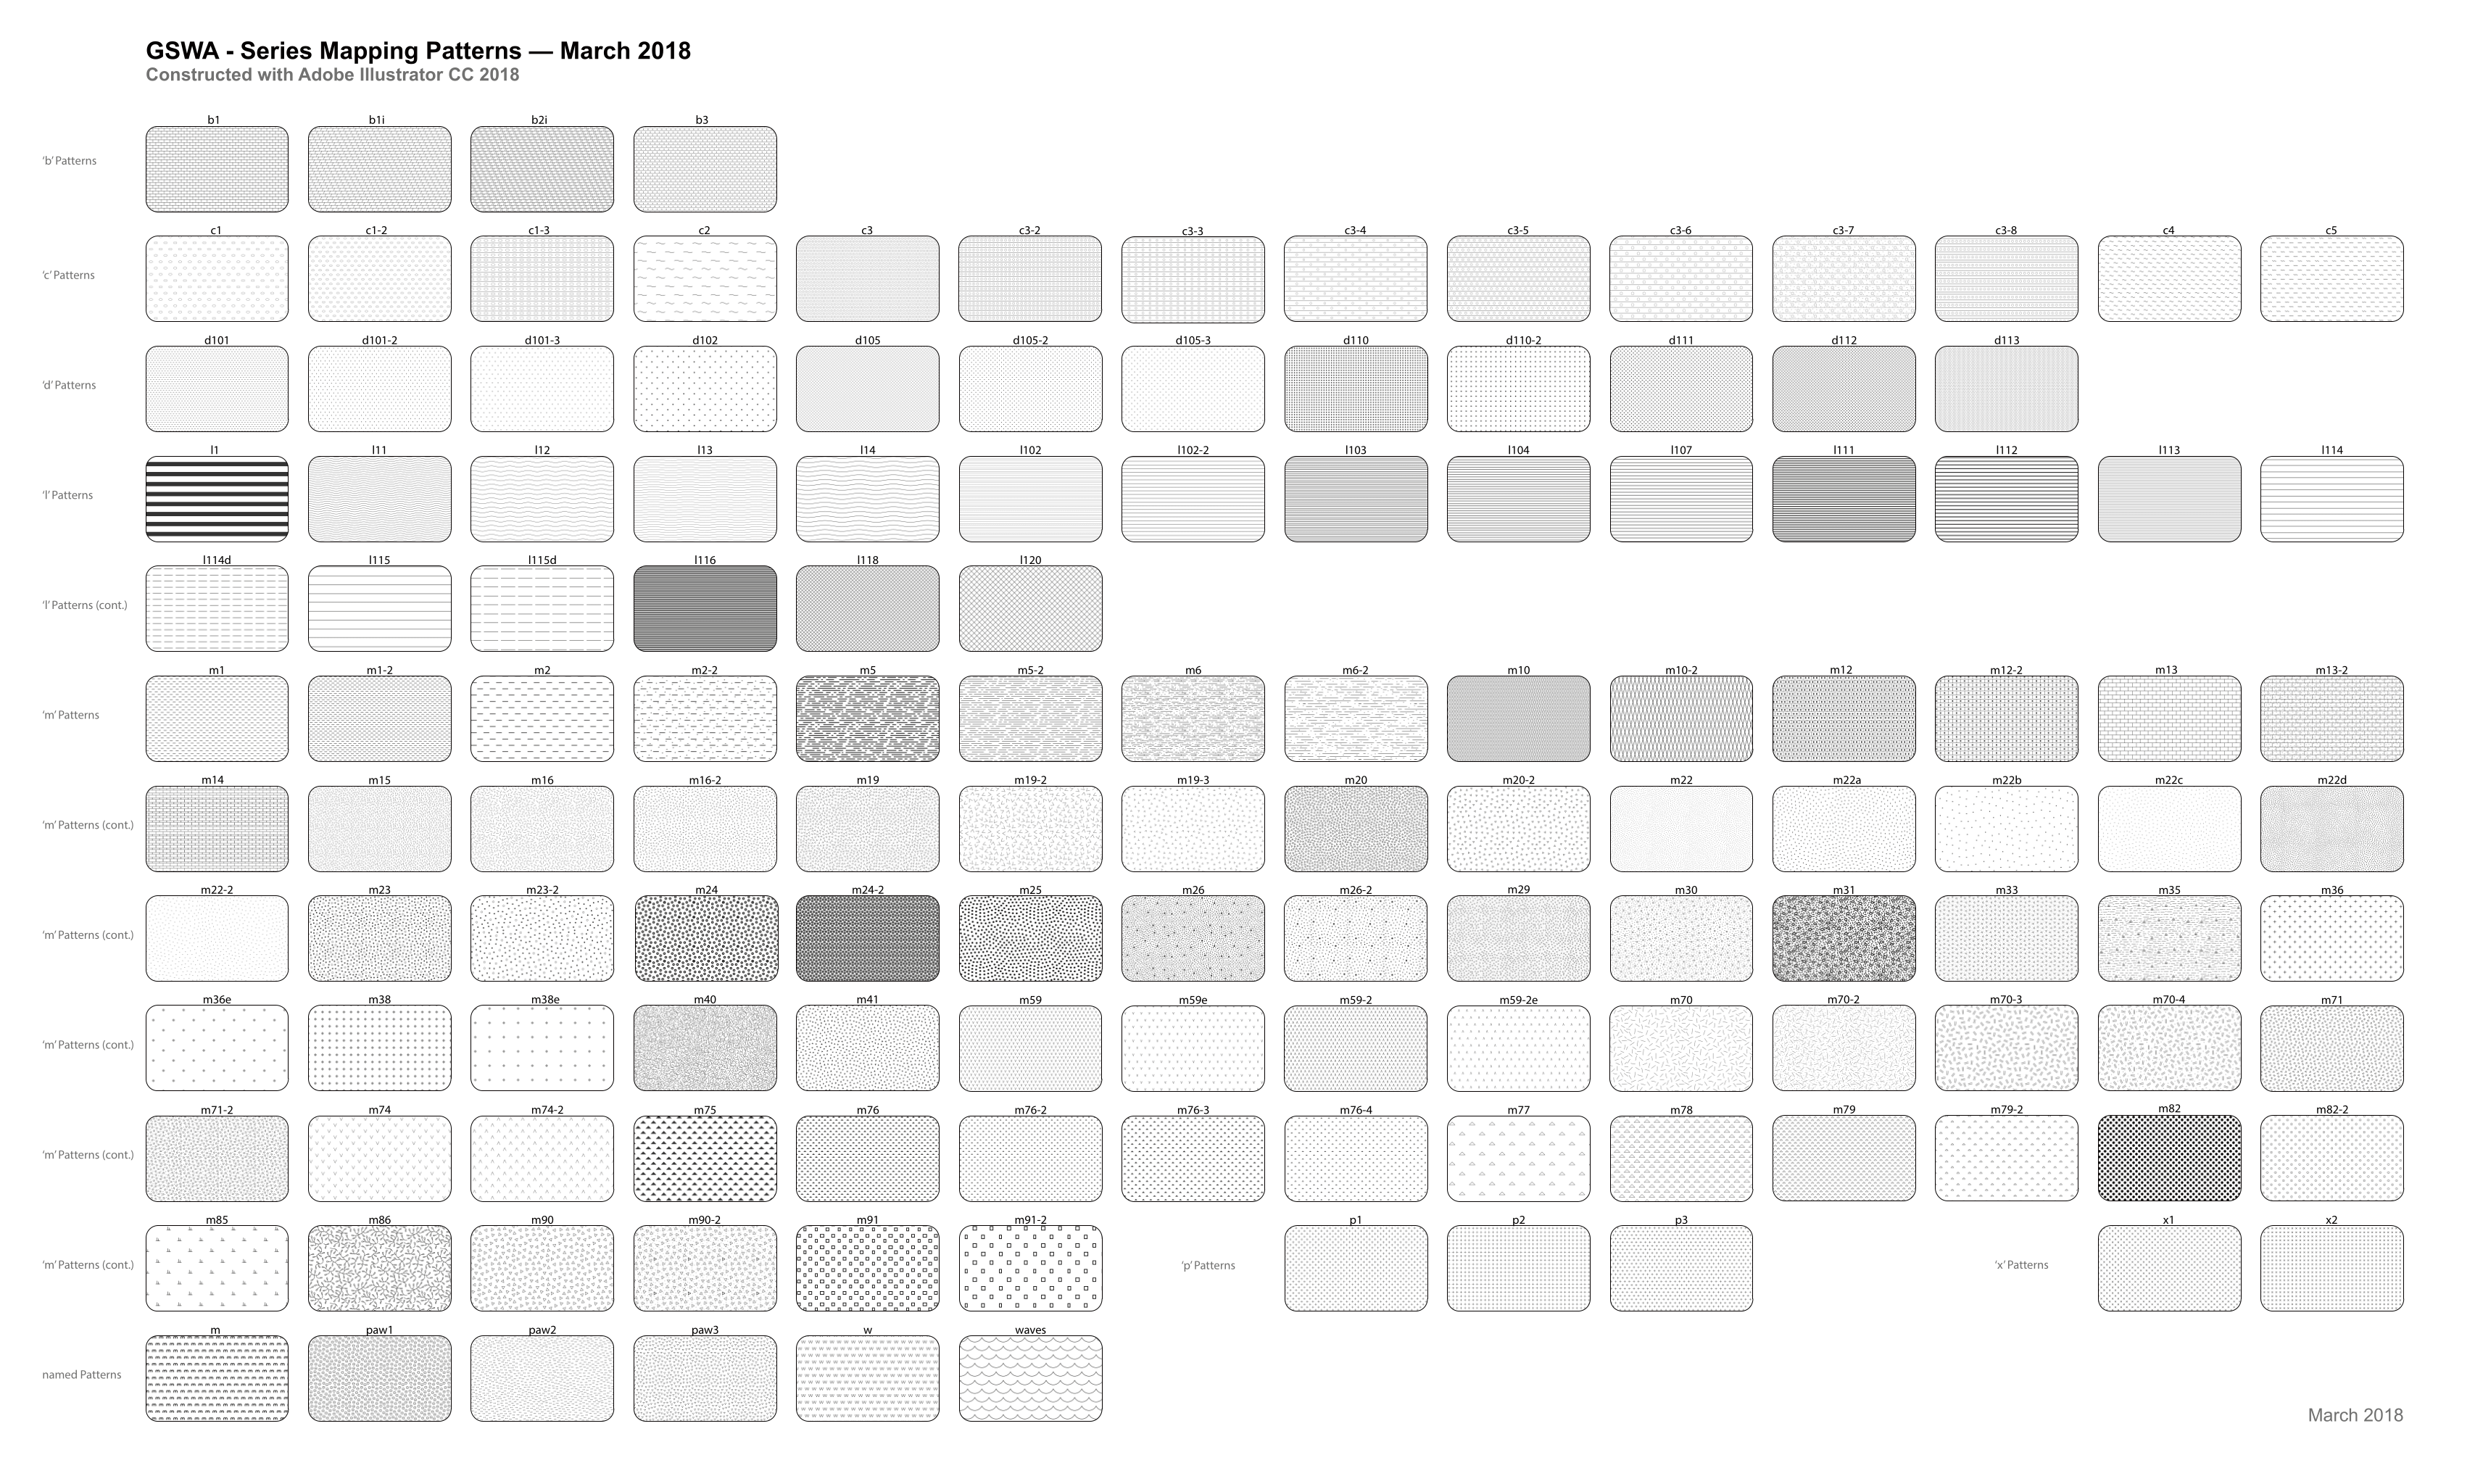 GSWA - Series Mapping Patterns — March 2018
Constructed with Adobe Illustrator CC 2018
b1 b1i b2i b3
‘b’ Patterns
c1 c1-2 c1-3 c2 c3 c3-2 c3-3 c3-4 c3-5 c3-6 c3-7 c3-8 c4 c5
‘c’ Patterns
d101 d101-2 d101-3 d102 d105 d105-2 d105-3 d110 d110-2 d111 d112 d113
‘d’ Patterns
l1 l11 l12 l13 l14 l102 l102-2 l103 l104 l107 l111 l112 l113 l114
‘l’ Patterns
l114d l115 l115d l116 l118 l120
‘l’ Patterns (cont.)
m1 m1-2 m2 m2-2 m5 m5-2 m6 m6-2 m10 m10-2 m12 m12-2 m13 m13-2
‘m’ Patterns
m14 m15 m16 m16-2 m19 m19-2 m19-3 m20 m20-2 m22 m22a m22b m22c m22d
‘m’ Patterns (cont.)
m22-2 m23 m23-2 m24 m24-2 m25 m26 m26-2 m29 m30 m31 m33 m35 m36
‘m’ Patterns (cont.)
m36e m38 m38e m40 m41 m59 m59e m59-2 m59-2e m70 m70-2 m70-3 m70-4 m71
‘m’ Patterns (cont.)
m71-2 m74 m74-2 m75 m76 m76-2 m76-3 m76-4 m77 m78 m79 m79-2 m82 m82-2
‘m’ Patterns (cont.)
m85 m86 m90 m90-2 m91 m91-2 p1 p2 p3 x1 x2
‘m’ Patterns (cont.) ‘p’ Patterns ‘x’ Patterns
m paw1 paw2 paw3 w waves
named Patterns
March 2018